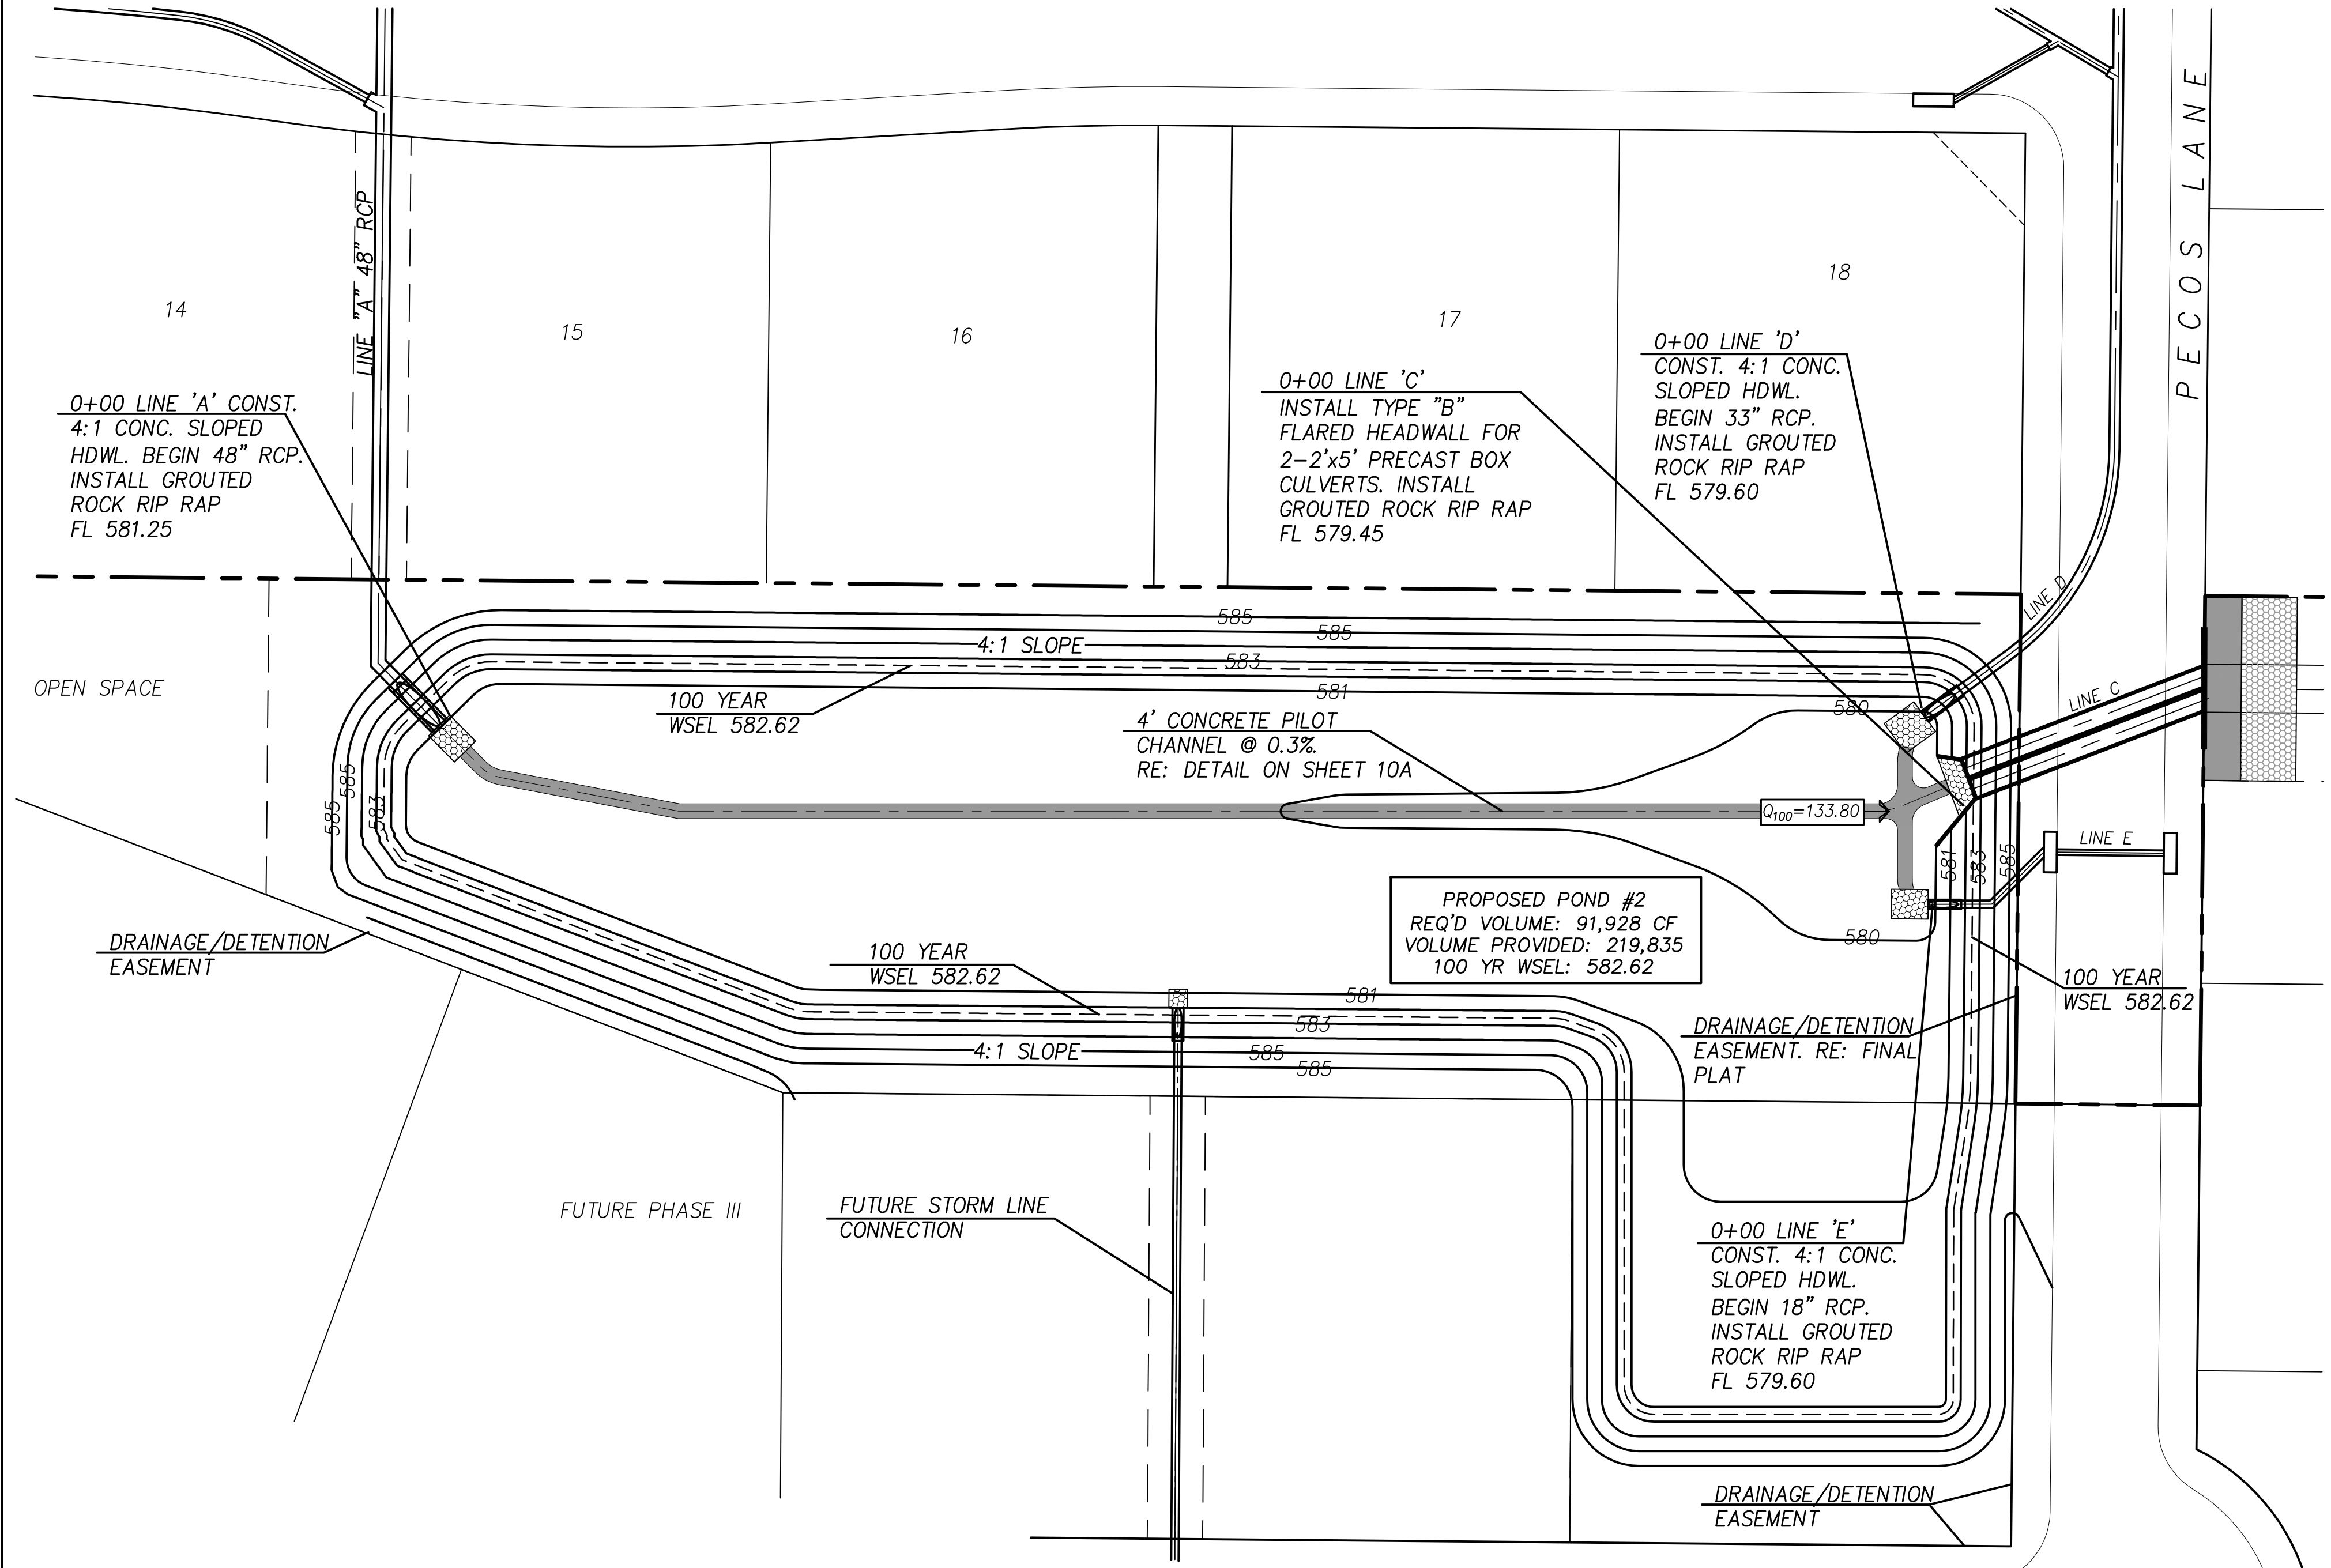 PECOS LANE
LINE "A" 48" RCP
14
15
16
17
18
0+00 LINE 'A' CONST.
4:1 CONC. SLOPED
HDWL. BEGIN 48" RCP.
INSTALL GROUTED
ROCK RIP RAP
FL 581.25
0+00 LINE 'C'
INSTALL TYPE "B"
FLARED HEADWALL FOR
2-2'x5' PRECAST BOX
CULVERTS. INSTALL
GROUTED ROCK RIP RAP
FL 579.45
0+00 LINE 'D'
CONST. 4:1 CONC.
SLOPED HDWL.
BEGIN 33" RCP.
INSTALL GROUTED
ROCK RIP RAP
FL 579.60
LINE D
585
585
4:1 SLOPE
583
581
OPEN SPACE
100 YEAR
WSEL 582.62
4' CONCRETE PILOT
CHANNEL @ 0.3%.
RE: DETAIL ON SHEET 10A
580
LINE C
585
585
583
Q100=133.80
LINE E
581
583
585
PROPOSED POND #2
REQ'D VOLUME: 91,928 CF
VOLUME PROVIDED: 219,835
100 YR WSEL: 582.62
580
DRAINAGE/DETENTION
EASEMENT
100 YEAR
WSEL 582.62
100 YEAR
WSEL 582.62
581
583
585
585
4:1 SLOPE
DRAINAGE/DETENTION
EASEMENT. RE: FINAL
PLAT
FUTURE PHASE III
FUTURE STORM LINE
CONNECTION
0+00 LINE 'E'
CONST. 4:1 CONC.
SLOPED HDWL.
BEGIN 18" RCP.
INSTALL GROUTED
ROCK RIP RAP
FL 579.60
DRAINAGE/DETENTION
EASEMENT